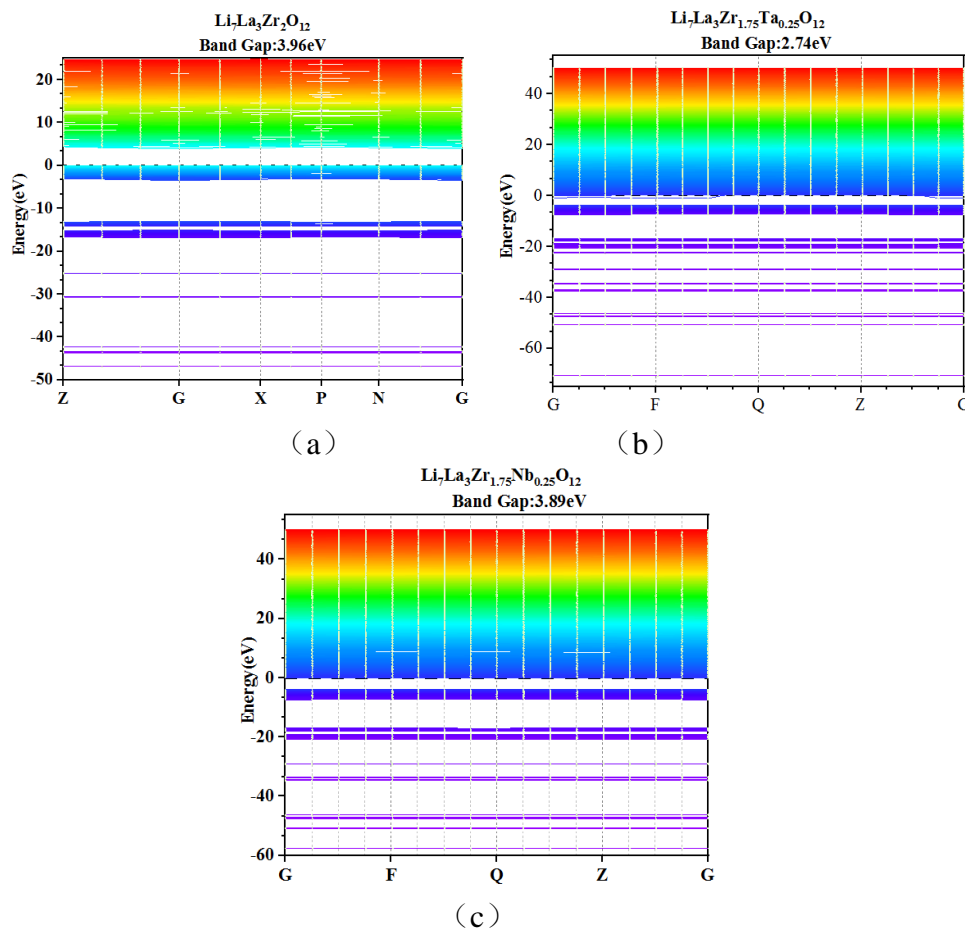 Li₇La₃Zr₂O₁₂
Band Gap:3.96eV
Energy(eV)
20
10
0
-10
-20
-30
-40
-50
Z G X P N G
（a）
Li₇La₃Zr₁.₇₅Ta₀.₂₅O₁₂
Band Gap:2.74eV
Energy(eV)
40
20
0
-20
-40
-60
G F Q Z
（b）
Li₇La₃Zr₁.₇₅Nb₀.₂₅O₁₂
Band Gap:3.89eV
Energy(eV)
40
20
0
-20
-40
-60
G F Q Z G
（c）